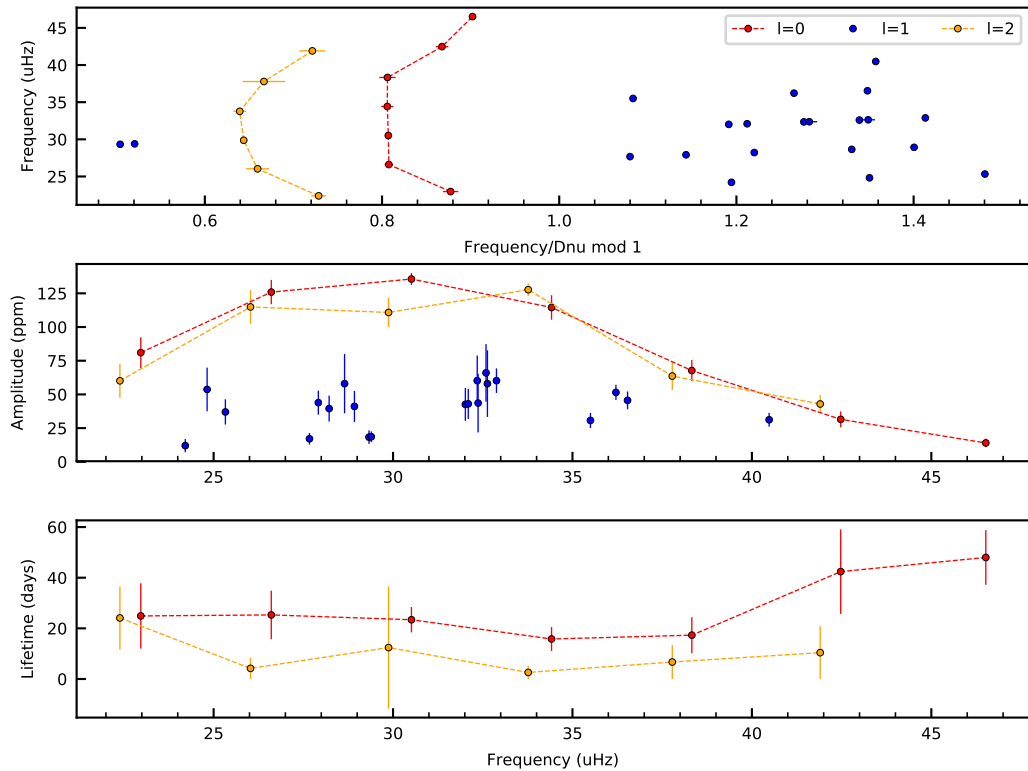 l=0 l=1 l=2
Frequency (uHz)
45
40
35
30
25
0.6 0.8 1.0 1.2 1.4
Frequency/Dnu mod 1
Amplitude (ppm)
125
100
75
50
25
0
25 30 35 40 45
Lifetime (days)
60
40
20
0
25 30 35 40 45
Frequency (uHz)